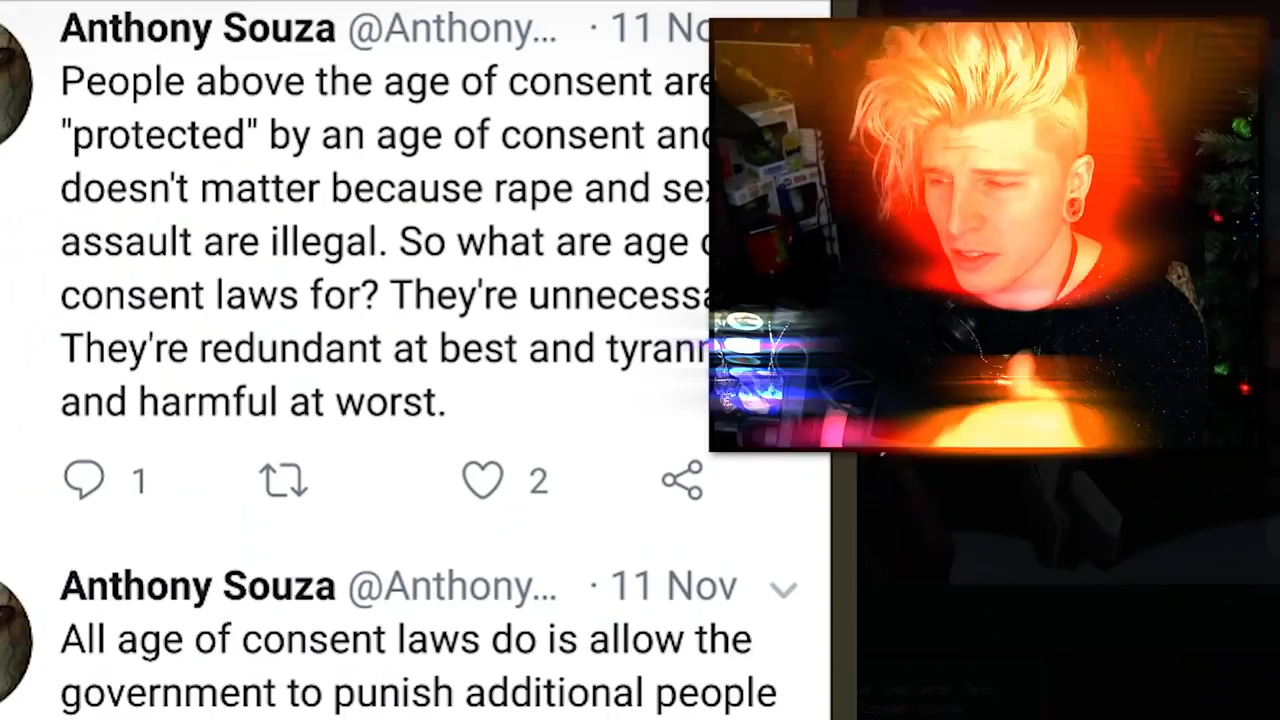 Anthony Souza @Anthony... · 11 No
People above the age of consent are
"protected" by an age of consent and
doesn't matter because rape and sex
assault are illegal. So what are age o
consent laws for? They're unnecessa
They're redundant at best and tyrann
and harmful at worst.
1 2
Anthony Souza @Anthony... · 11 Nov
All age of consent laws do is allow the
government to punish additional people